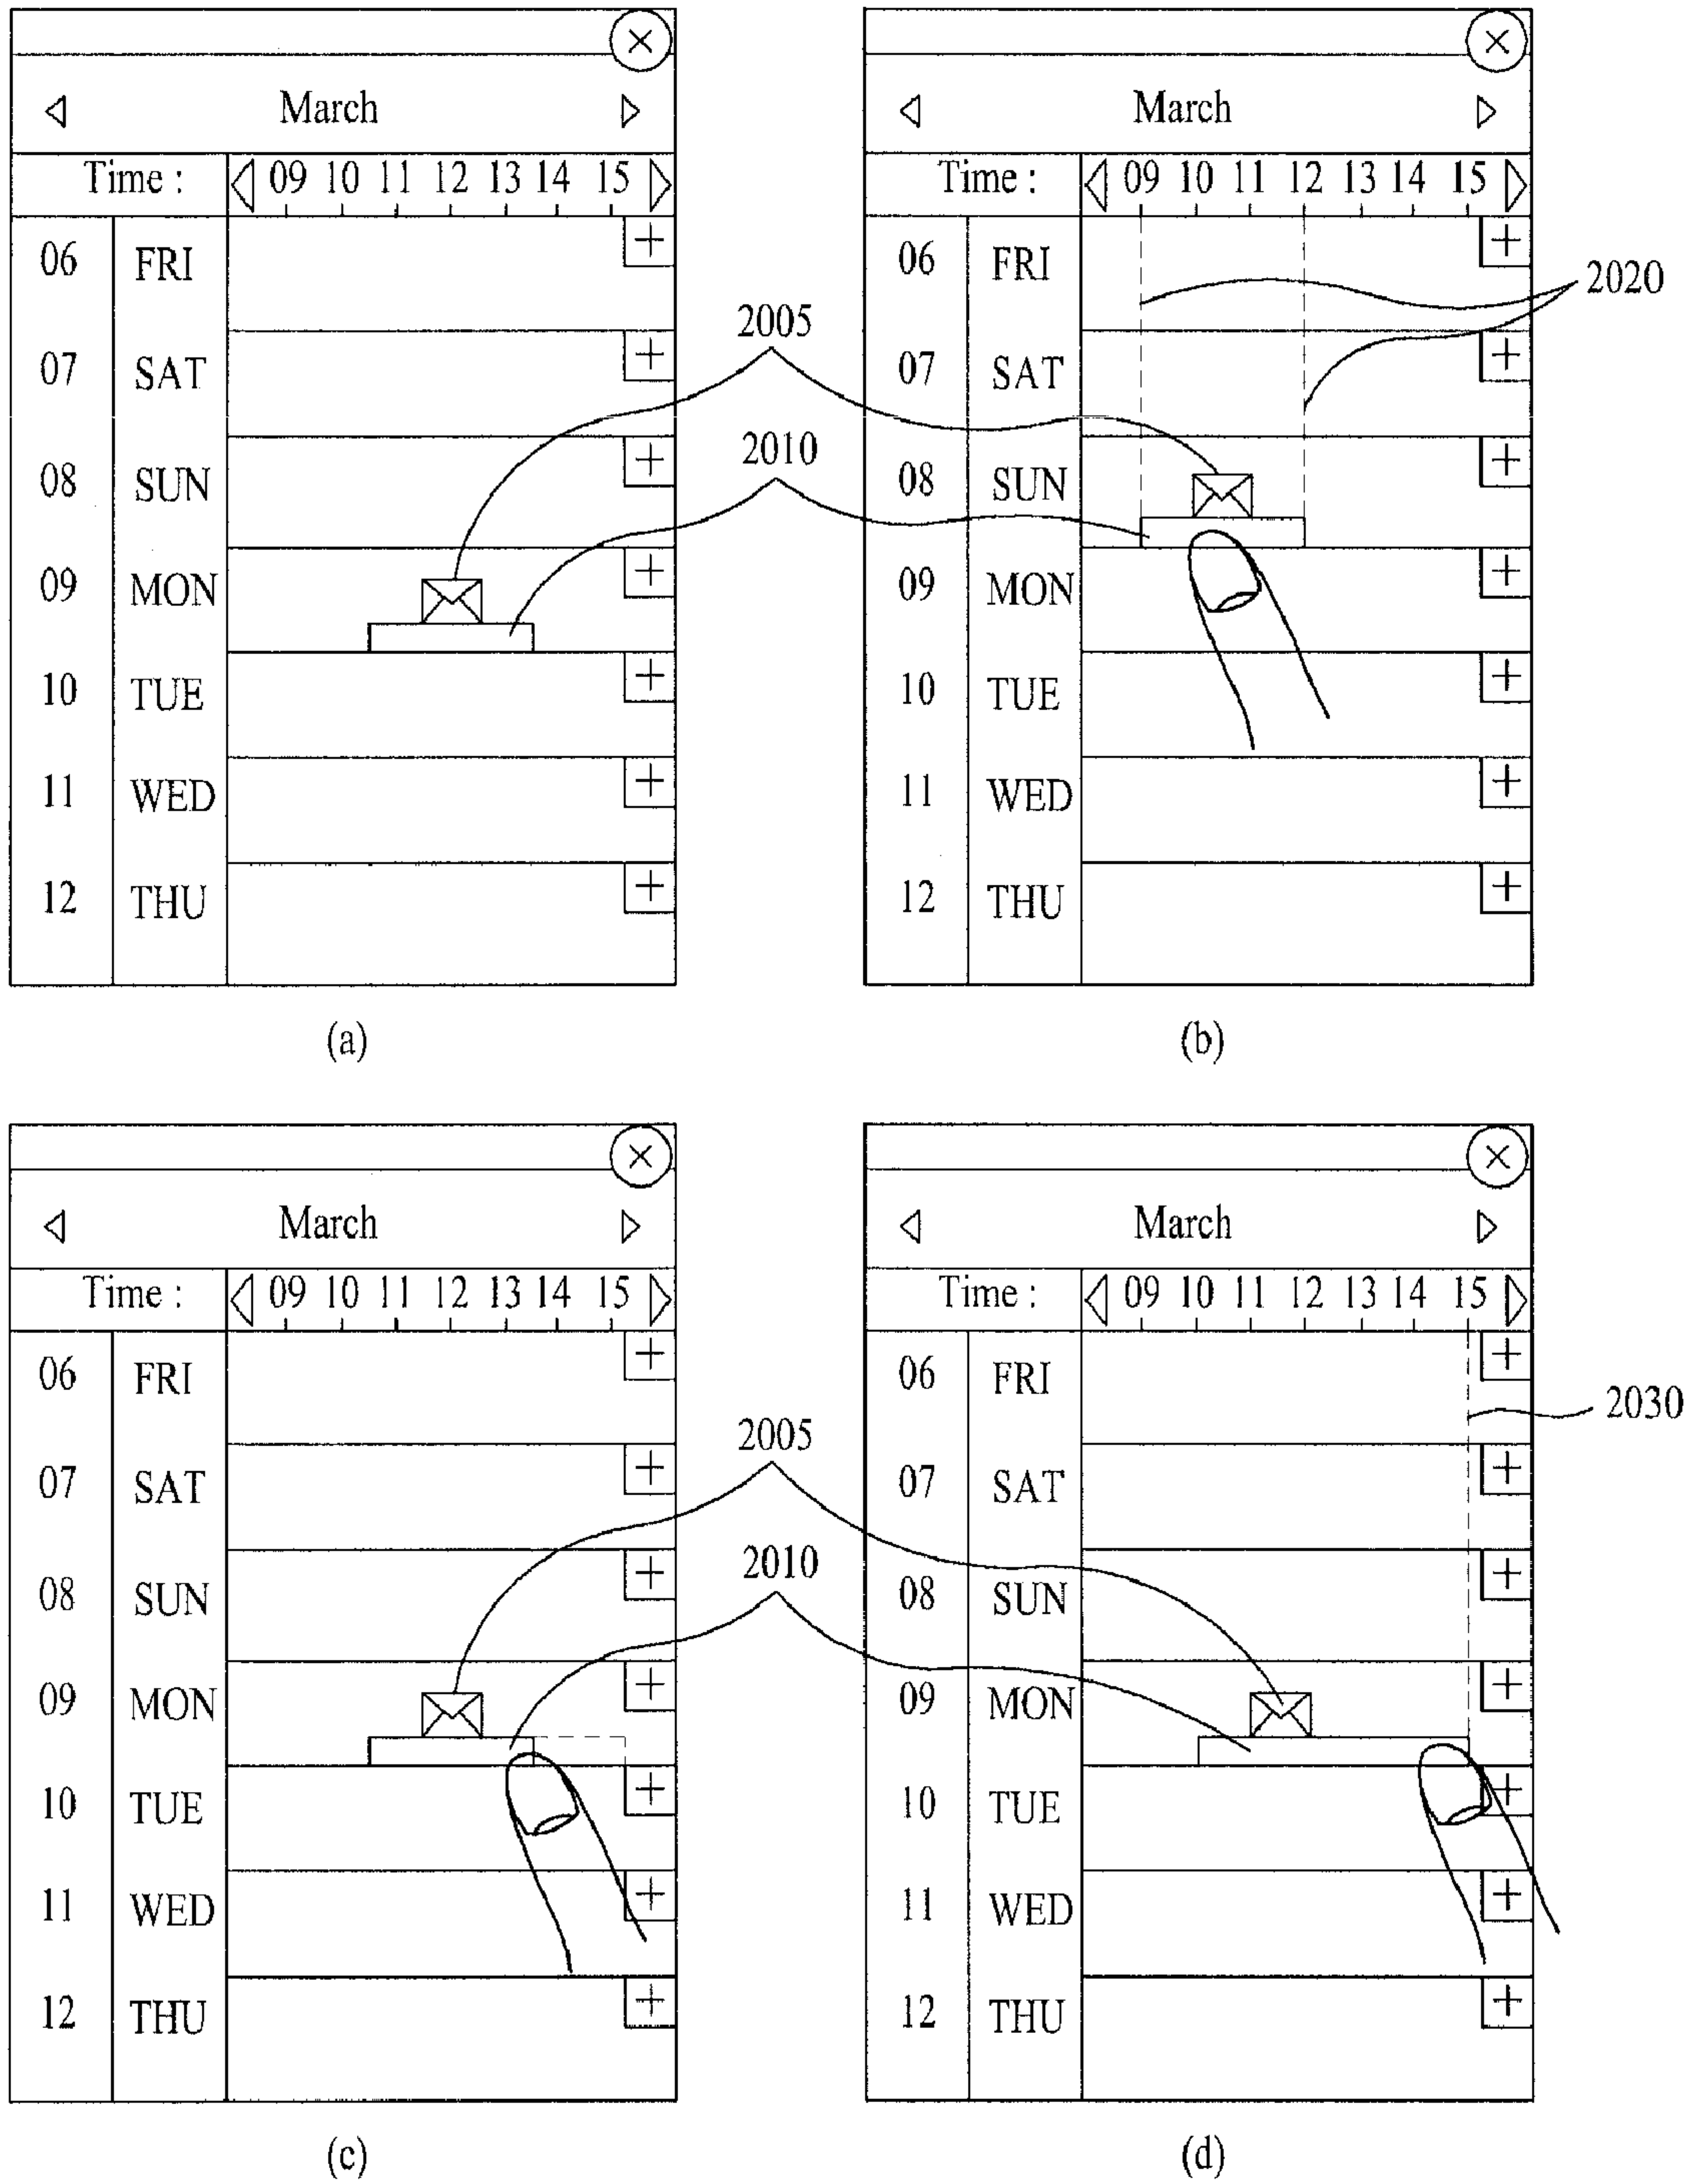 March
Time : 09 10 11 12 13 14 15
06 FRI
07 SAT
08 SUN
09 MON
10 TUE
11 WED
12 THU
(a)
2005
2010
March
Time : 09 10 11 12 13 14 15
06 FRI
07 SAT
08 SUN
09 MON
10 TUE
11 WED
12 THU
2020
(b)
March
Time : 09 10 11 12 13 14 15
06 FRI
07 SAT
08 SUN
09 MON
10 TUE
11 WED
12 THU
(c)
2005
2010
March
Time : 09 10 11 12 13 14 15
06 FRI
07 SAT
08 SUN
09 MON
10 TUE
11 WED
12 THU
2030
(d)